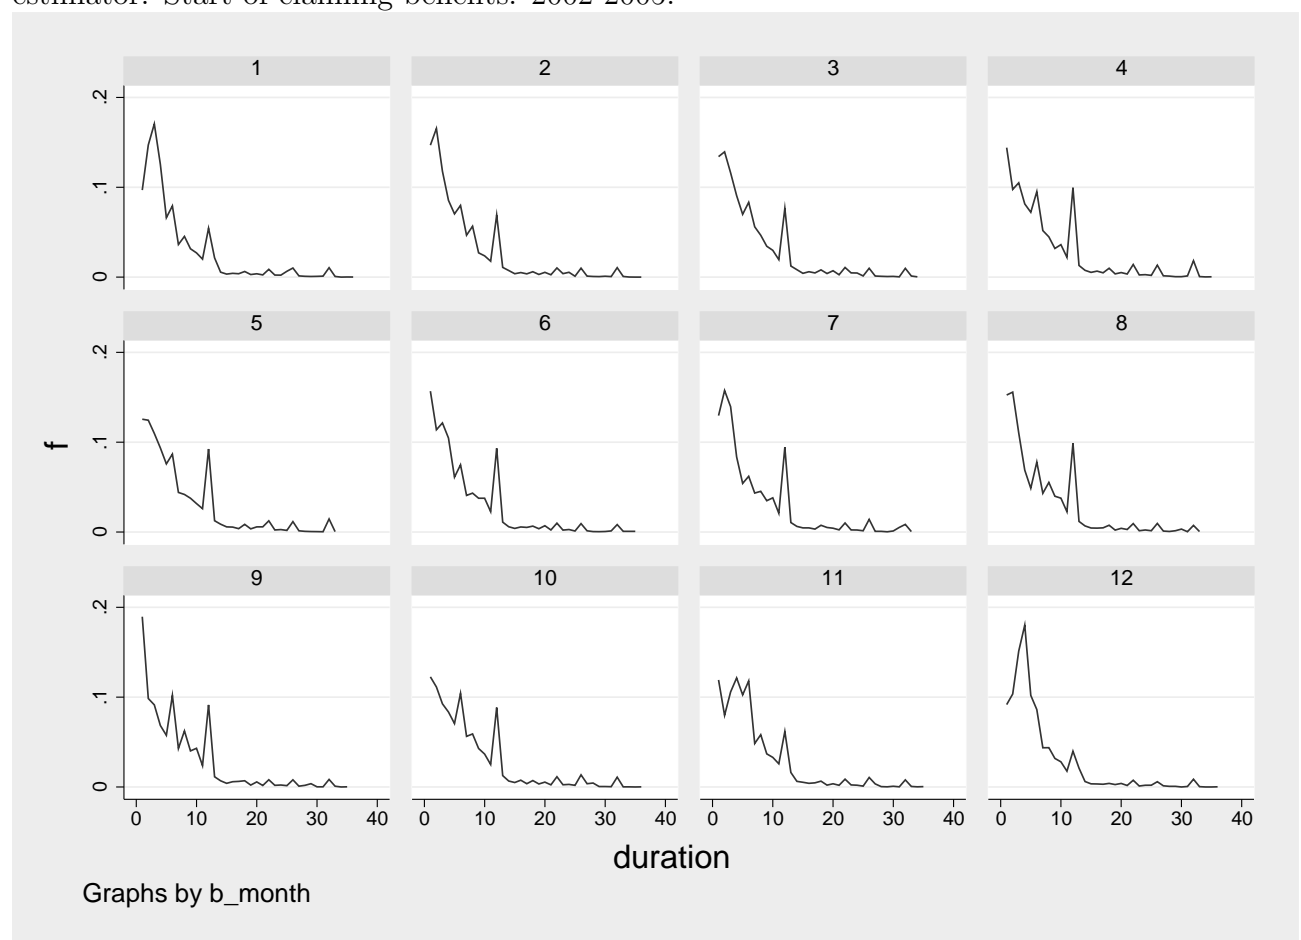 estimator. Start of claiming benefits: 2002-2005.
1 2 3 4
.2
.1
0
5 6 7 8
.2
.1
0
f
9 10 11 12
.2
.1
0
0 10 20 30 40 0 10 20 30 40 0 10 20 30 40 0 10 20 30 40
duration
Graphs by b_month